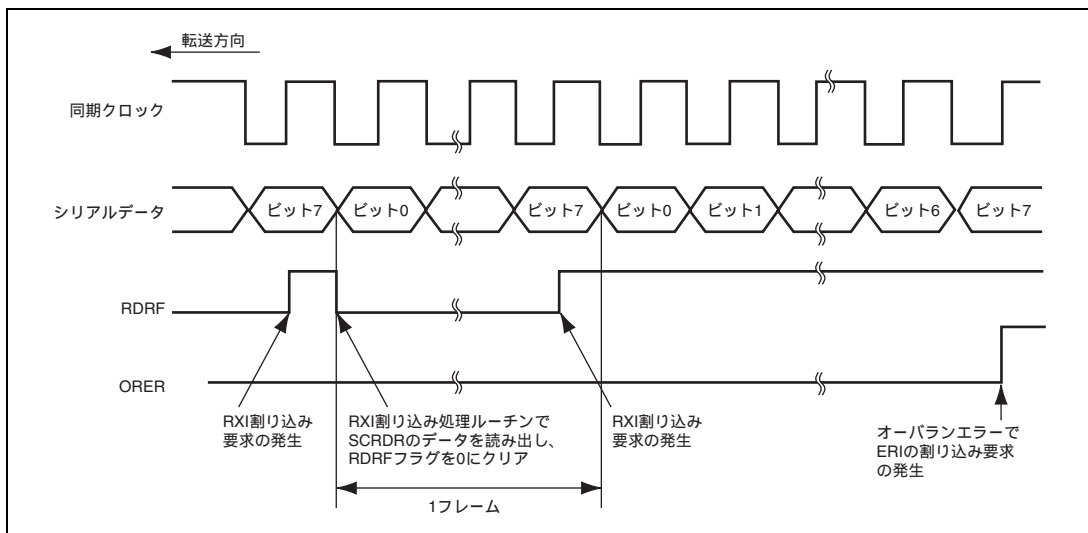 転送方向
同期クロック
シリアルデータ
ビット7
ビット0
ビット7
ビット0
ビット1
ビット6
ビット7
RDRF
ORER
RXI割り込み
要求の発生
RXI割り込み処理ルーチンで
SCRDRのデータを読み出し、
RDRFフラグを0にクリア
RXI割り込み
要求の発生
オーバランエラーで
ERIの割り込み要求
の発生
1フレーム